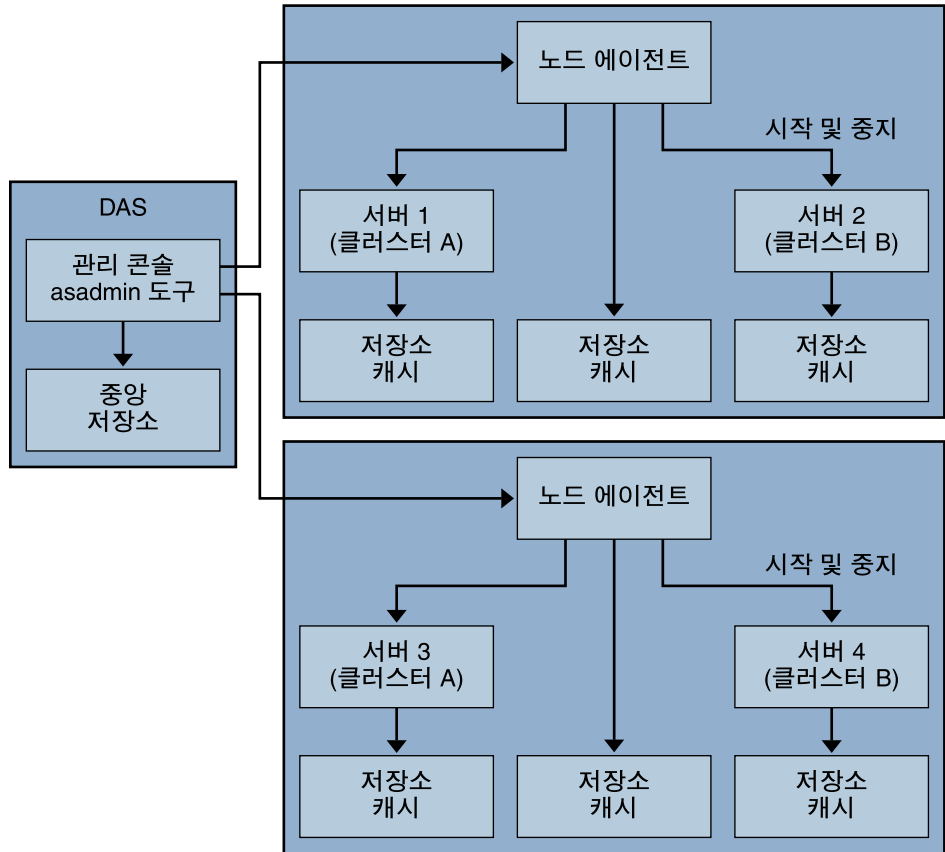 DAS
관리 콘솔
asadmin 도구
중앙
저장소
노드 에이전트
시작 및 중지
서버 1
(클러스터 A)
서버 2
(클러스터 B)
저장소
캐시
저장소
캐시
저장소
캐시
노드 에이전트
시작 및 중지
서버 3
(클러스터 A)
서버 4
(클러스터 B)
저장소
캐시
저장소
캐시
저장소
캐시